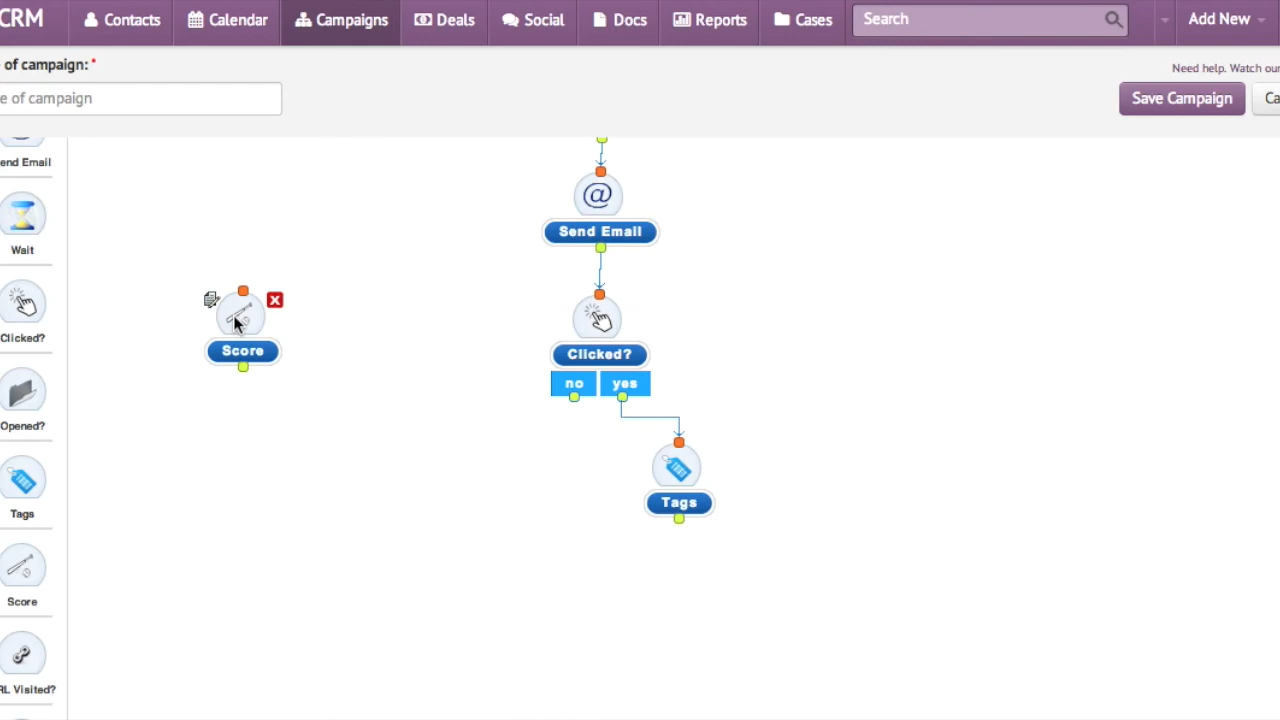 CRM Contacts Calendar Campaigns Deals Social Docs Reports Cases Search Add New
of campaign: *
Need help. Watch our
e of campaign
Save Campaign Ca
end Email
Wait
Clicked?
Opened?
Tags
Score
RL Visited?
@
Send Email
X
Score
Clicked?
no yes
Tags